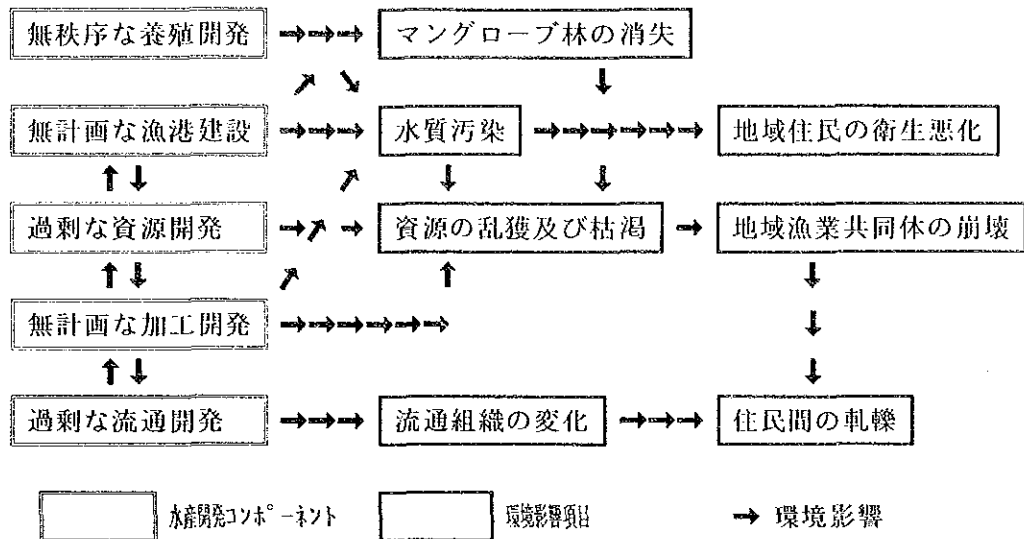 無秩序な養殖開発 →→→ マングローブ林の消失
無計画な漁港建設 →→→ 水質汚染 →→→→→→ 地域住民の衛生悪化
過剰な資源開発 → → 資源の乱獲及び枯渇 → 地域漁業共同体の崩壊
無計画な加工開発 →→→→→→
過剰な流通開発 →→→ 流通組織の変化 →→→ 住民間の軋轢
水産開発コンポーネント 環境影響項目 → 環境影響